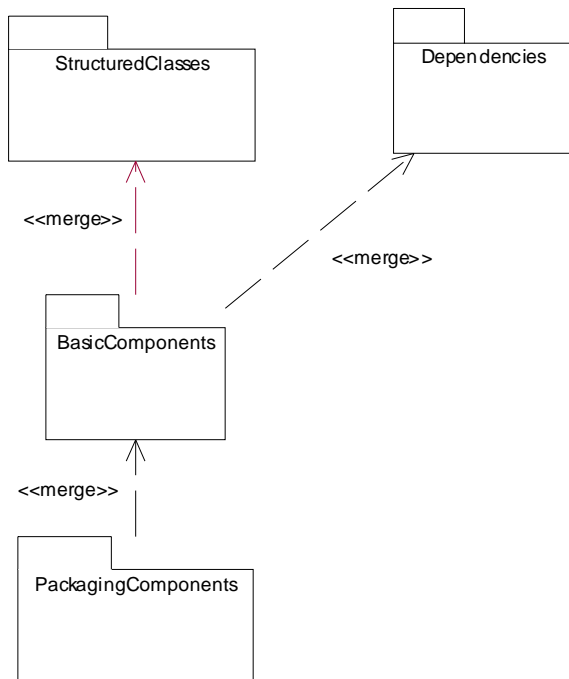 StructuredClasses
Dependencies
<<merge>>
<<merge>>
BasicComponents
<<merge>>
PackagingComponents